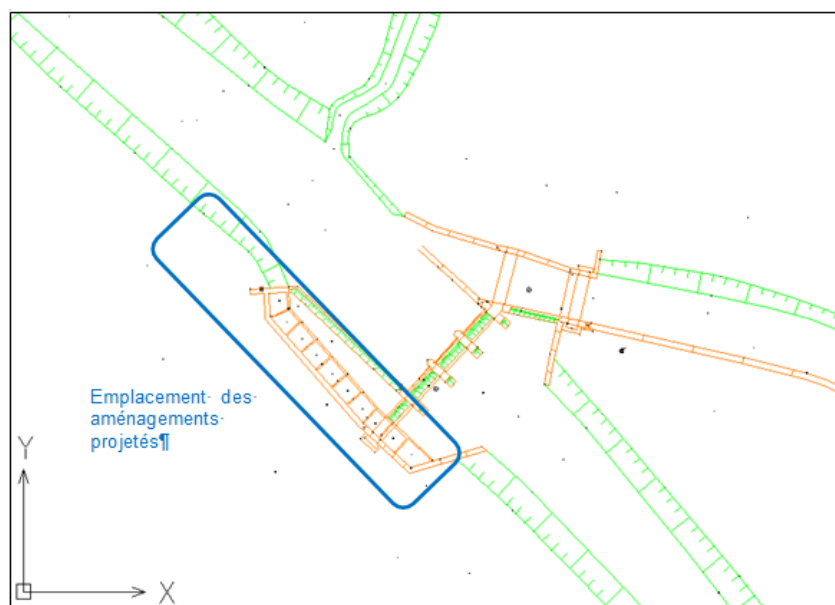 Emplacement· des·
aménagements·
projetés¶
Y
X